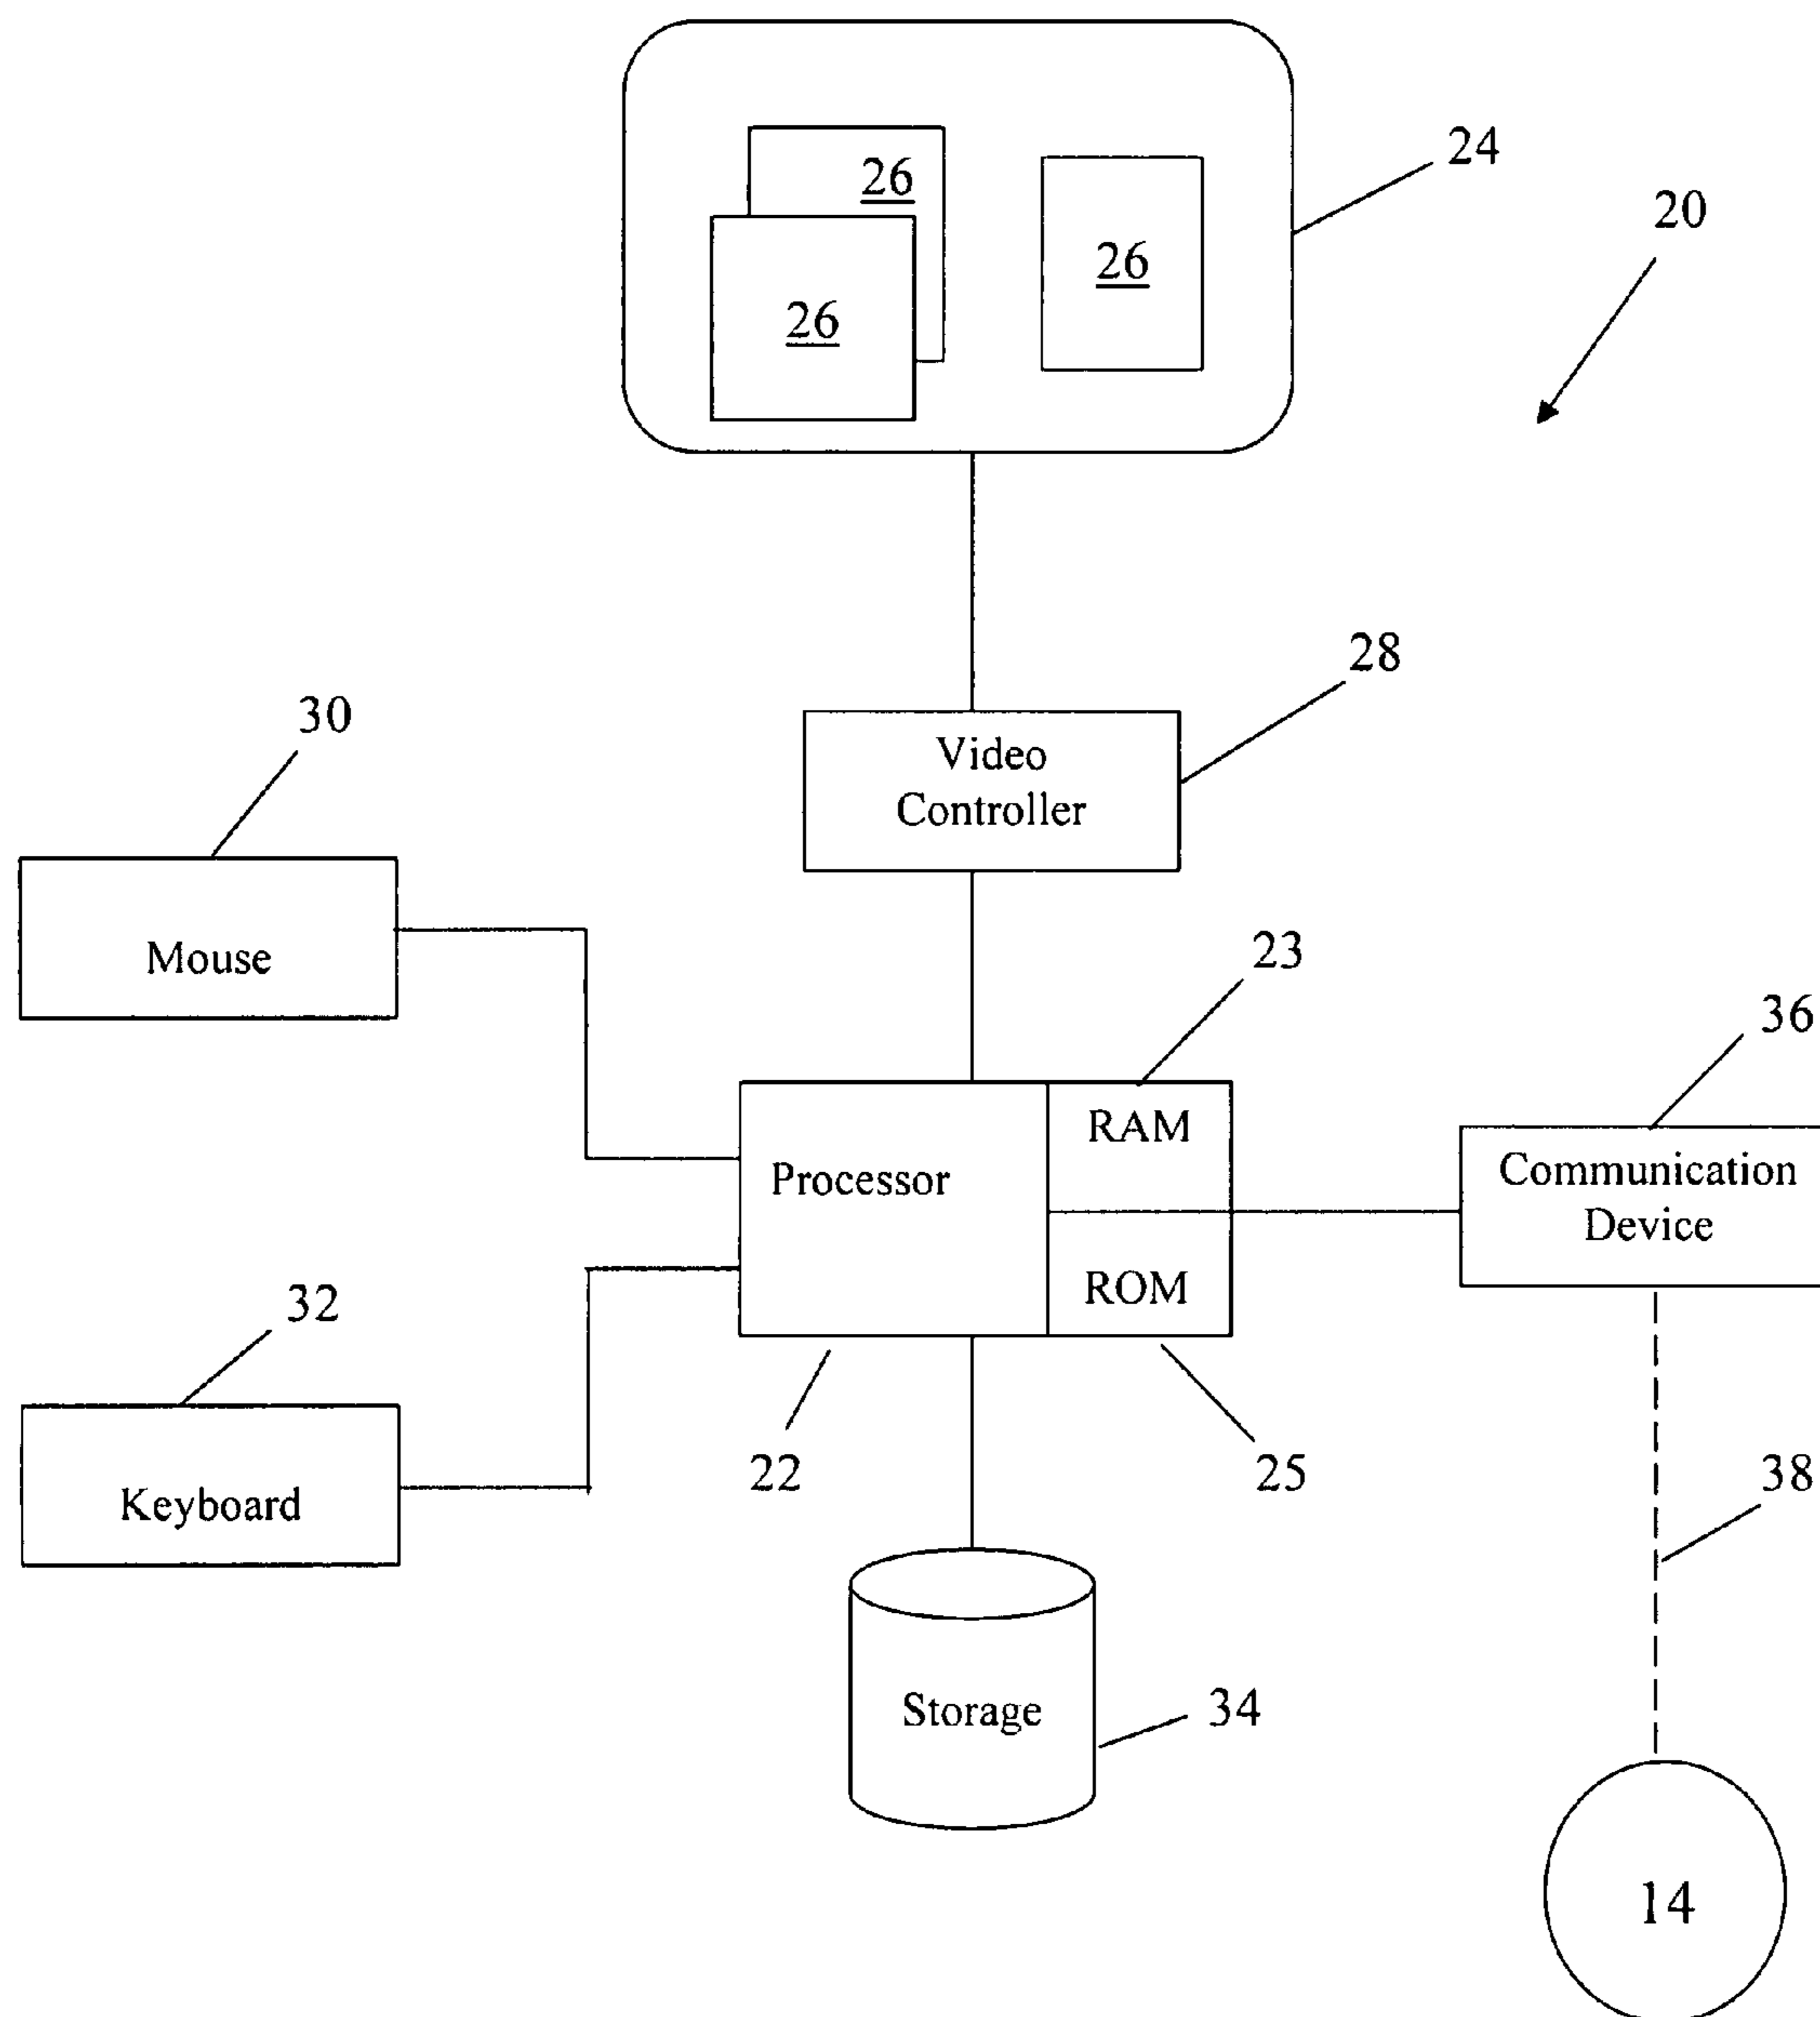 24
20
26
26
26
28
Video
Controller
30
Mouse
23
36
RAM
Processor
Communication
Device
ROM
32
Keyboard
22
25
38
Storage
34
14